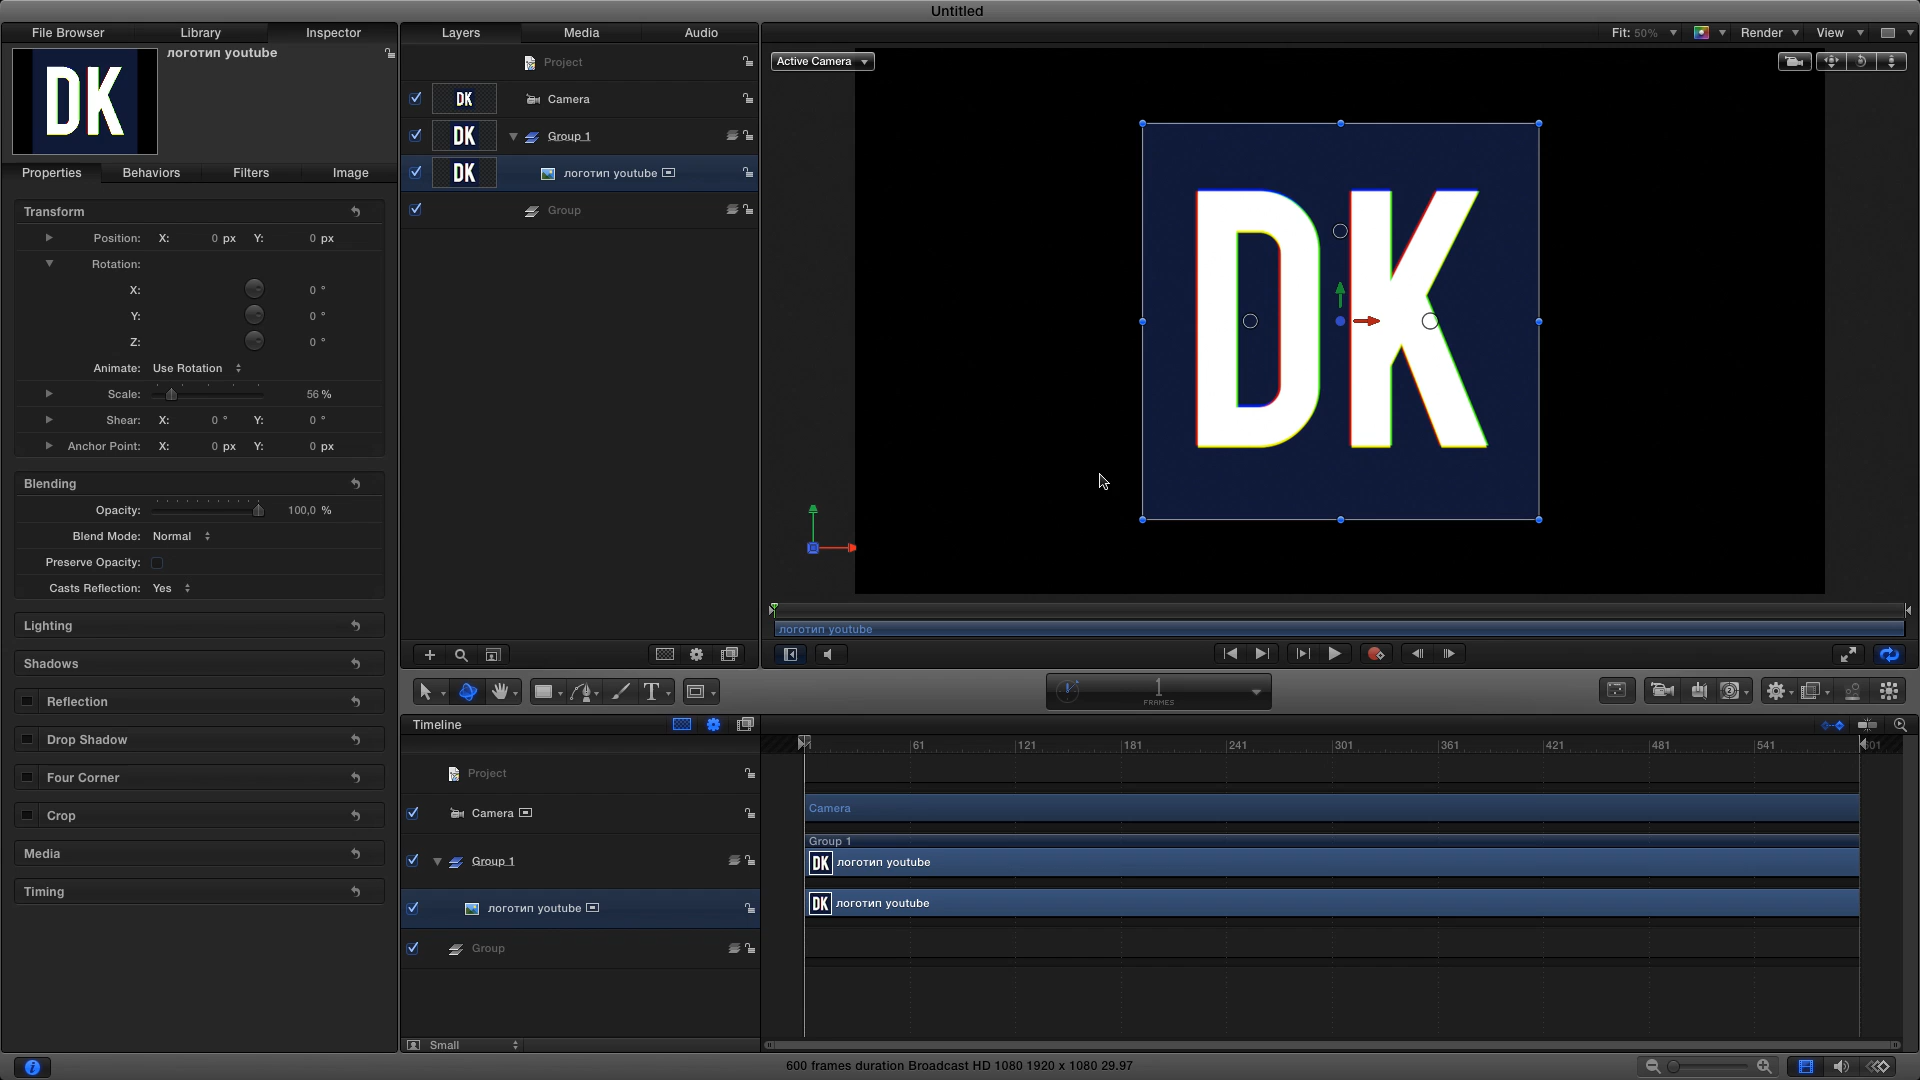 Untitled
File Browser
Library
Inspector
Layers
Media
Audio
Fit: 50%
Render
View
DK
логотип youtube
Properties
Behaviors
Filters
Image
Transform
Position: X: 0 px Y: 0 px
Rotation:
X: 0 °
Y: 0 °
Z: 0 °
Animate: Use Rotation
Scale: 56 %
Shear: X: 0 ° Y: 0 °
Anchor Point: X: 0 px Y: 0 px
Blending
Opacity: 100,0 %
Blend Mode: Normal
Preserve Opacity:
Casts Reflection: Yes
Lighting
Shadows
Reflection
Drop Shadow
Four Corner
Crop
Media
Timing
Project
DK Camera
DK Group 1
DK логотип youtube
Group
Active Camera
DK
логотип youtube
1
FRAMES
Timeline
61 121 181 241 301 361 421 481 541 601
Project
Camera
Camera
Group 1
Group 1
DK логотип youtube
логотип youtube
DK логотип youtube
Group
Small
600 frames duration Broadcast HD 1080 1920 x 1080 29.97